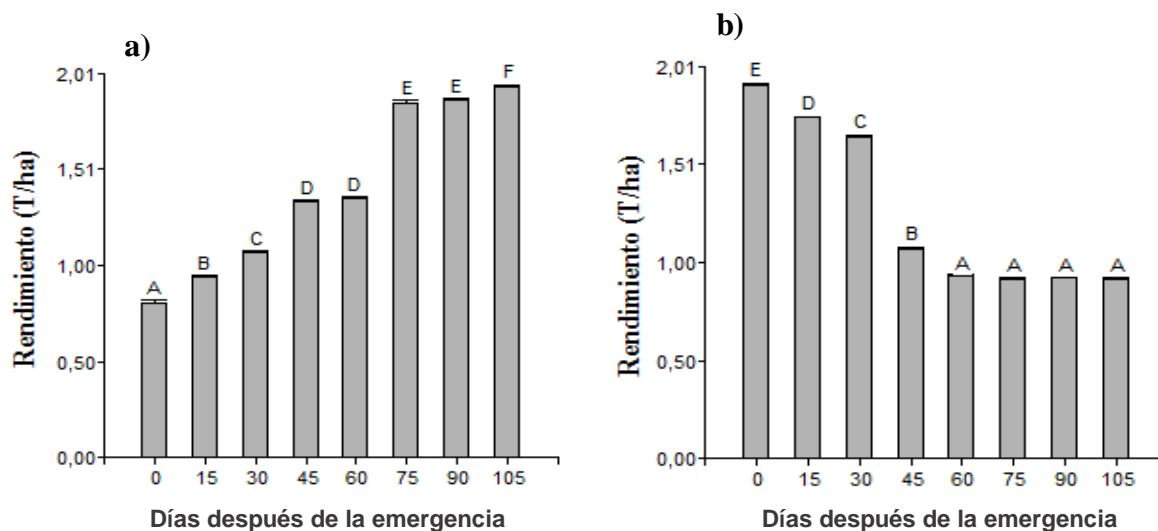 a)
Rendimiento (T/ha)
2,01
1,51
1,00
0,50
0,00
A
B
C
D
D
E
E
F
0 15 30 45 60 75 90 105
Días después de la emergencia
b)
Rendimiento (T/ha)
2,01
1,51
1,00
0,50
0,00
E
D
C
B
A
A
A
A
0 15 30 45 60 75 90 105
Días después de la emergencia